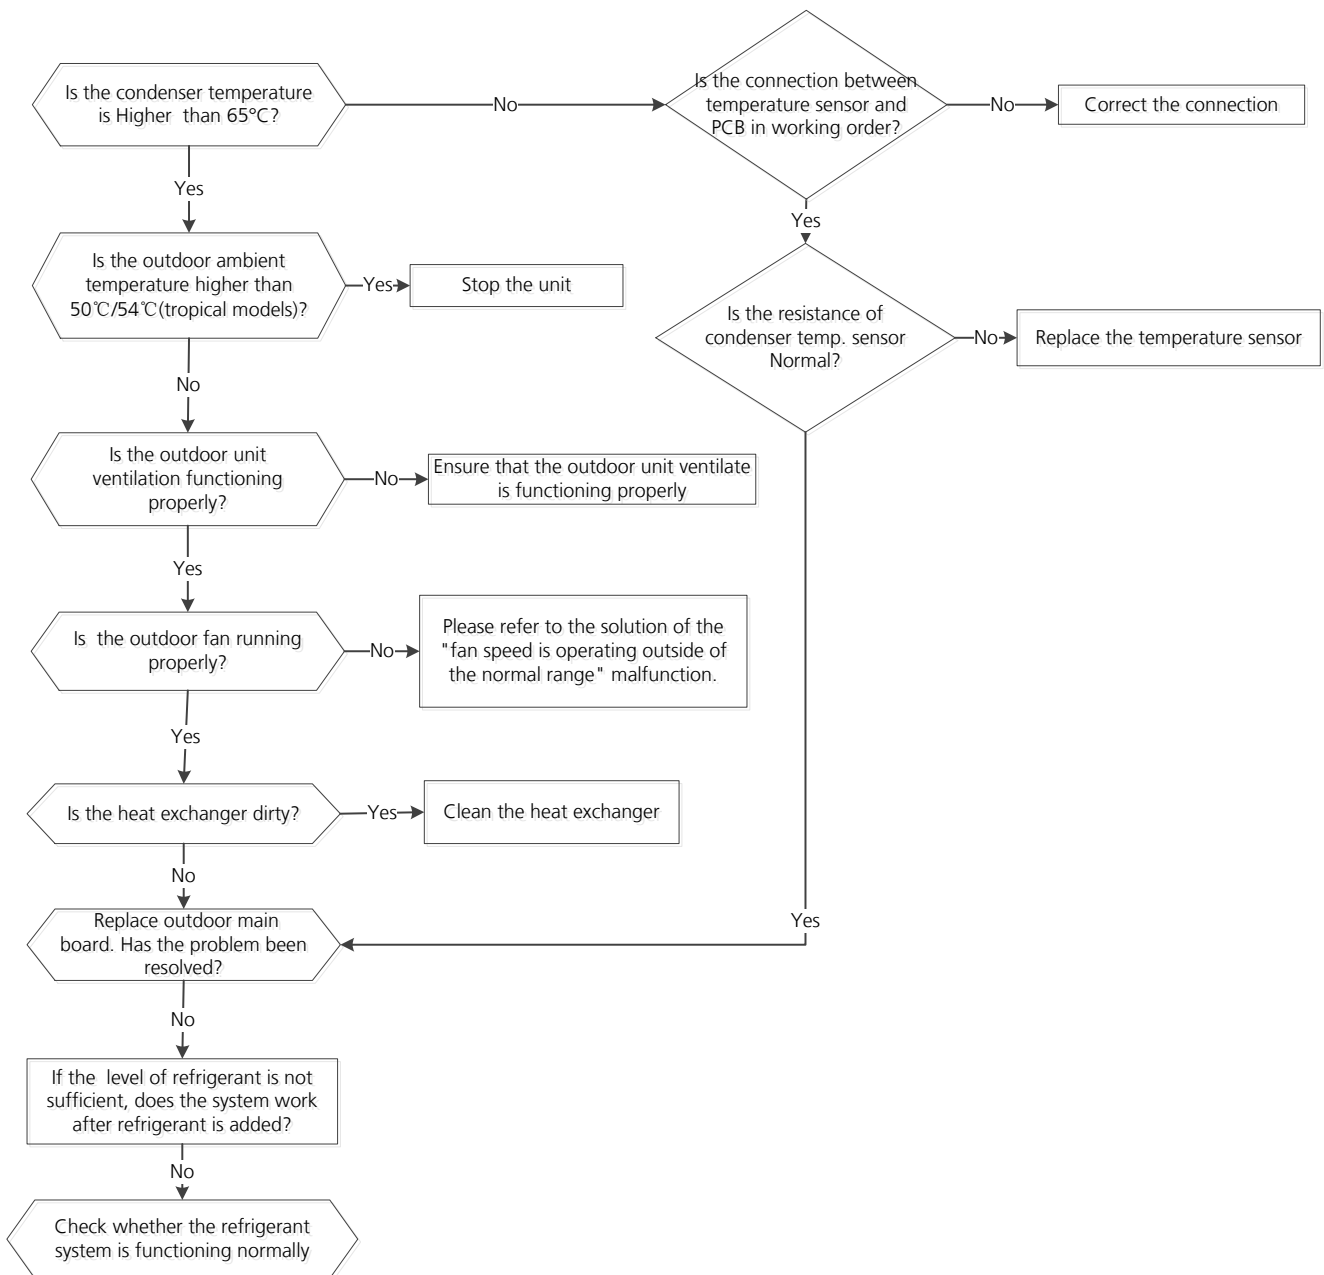 Is the condenser temperature
is Higher  than 65°C?
No
Is the connection between
temperature sensor and
PCB in working order?
No
Correct the connection
Yes
Yes
Is the outdoor ambient
temperature higher than
50℃/54℃(tropical models)?
Yes
Stop the unit
Is the resistance of
condenser temp. sensor
Normal?
No
Replace the temperature sensor
No
Is the outdoor unit
ventilation functioning
properly?
No
Ensure that the outdoor unit ventilate
is functioning properly
Yes
Is  the outdoor fan running
properly?
No
Please refer to the solution of the
"fan speed is operating outside of
the normal range" malfunction.
Yes
Is the heat exchanger dirty?
Yes
Clean the heat exchanger
No
Yes
Replace outdoor main
board. Has the problem been
resolved?
No
If the  level of refrigerant is not
sufficient, does the system work
after refrigerant is added?
No
Check whether the refrigerant
system is functioning normally